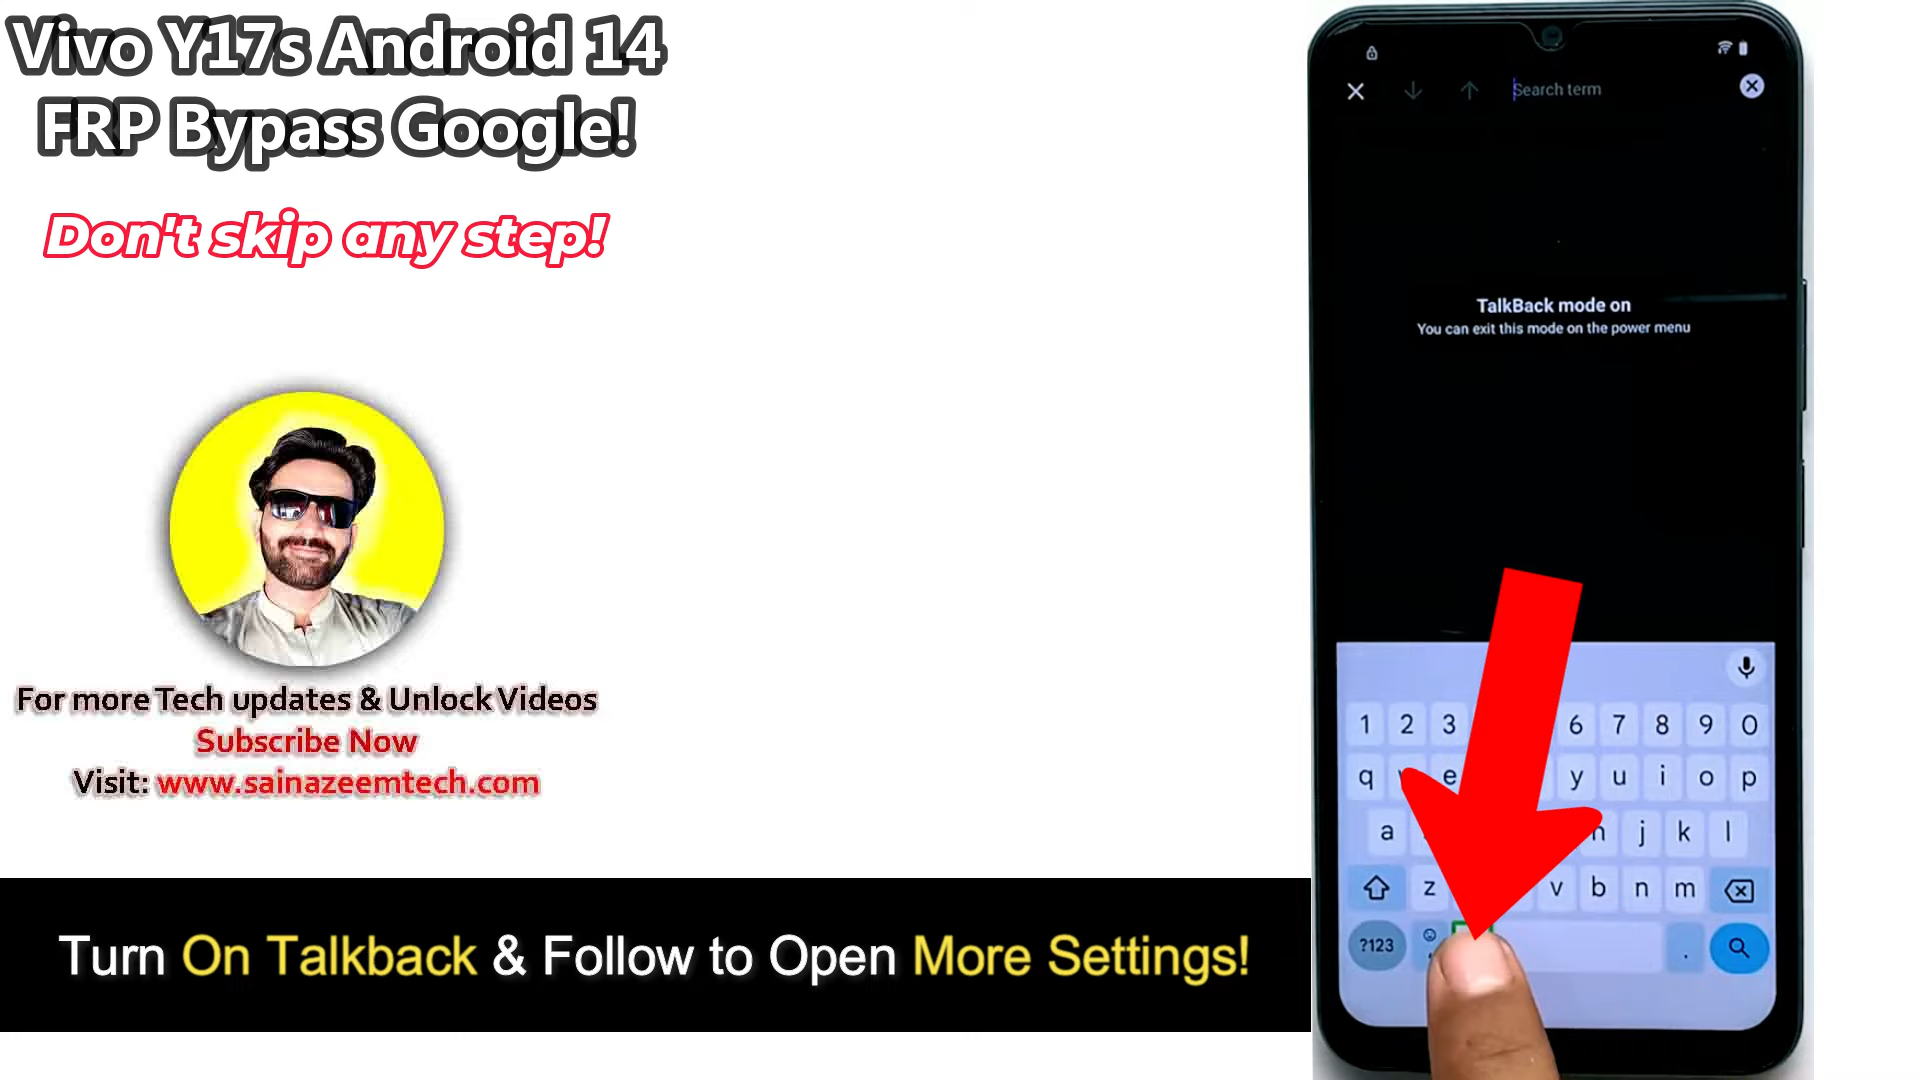 Vivo Y17s Android 14
FRP Bypass Google!
Don't skip any step!
For more Tech updates & Unlock Videos
Subscribe Now
Visit: www.sainazeemtech.com
Turn On Talkback & Follow to Open More Settings!
Search term
TalkBack mode on
You can exit this mode on the power menu
1 2 3 6 7 8 9 0
q e y u i o p
a h j k l
z v b n m
?123 , .